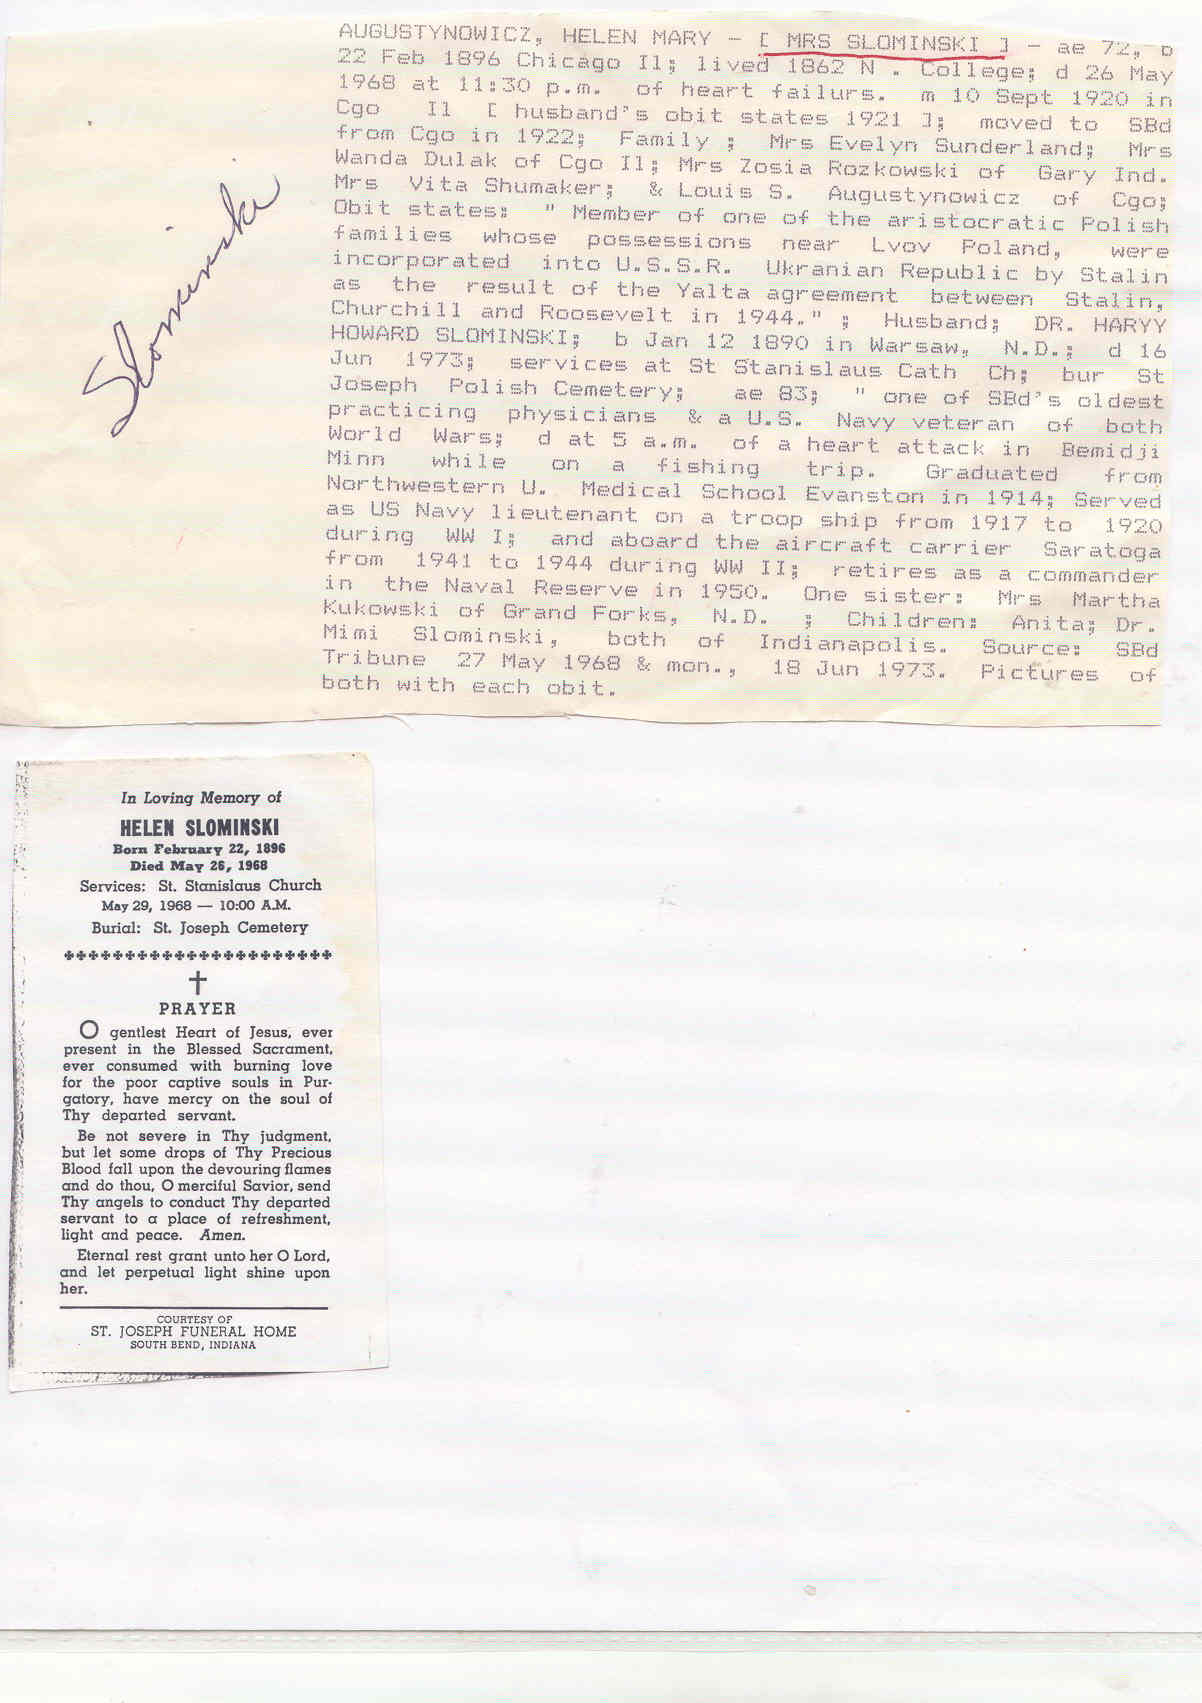 AUGUSTYNOWICZ, HELEN MARY - [ MRS SLOMINSKI ] - ae 72, b
22 Feb 1896 Chicago Il; lived 1862 N . College; d 26 May
1968 at 11:30 p.m. of heart failurs. m 10 Sept 1920 in
Cgo Il [ husband's obit states 1921 ]; moved to SBd
from Cgo in 1922; Family ; Mrs Evelyn Sunderland; Mrs
Wanda Dulak of Cgo Il; Mrs Zosia Rozkowski of Gary Ind.
Mrs Vita Shumaker; & Louis S. Augustynowicz of Cgo;
Obit states: " Member of one of the aristocratic Polish
families whose possessions near Lvov Poland, were
incorporated into U.S.S.R. Ukranian Republic by Stalin
as the result of the Yalta agreement between Stalin,
Churchill and Roosevelt in 1944." ; Husband; DR. HARYY
HOWARD SLOMINSKI; b Jan 12 1890 in Warsaw, N.D.; d 16
Jun 1973; services at St Stanislaus Cath Ch; bur St
Joseph Polish Cemetery; ae 83; " one of SBd's oldest
practicing physicians & a U.S. Navy veteran of both
World Wars; d at 5 a.m. of a heart attack in Bemidji
Minn while on a fishing trip. Graduated from
Northwestern U. Medical School Evanston in 1914; Served
as US Navy lieutenant on a troop ship from 1917 to 1920
during WW I; and aboard the aircraft carrier Saratoga
from 1941 to 1944 during WW II; retires as a commander
in the Naval Reserve in 1950. One sister: Mrs Martha
Kukowski of Grand Forks, N.D. ; Children: Anita; Dr.
Mimi Slominski, both of Indianapolis. Source: SBd
Tribune 27 May 1968 & mon., 18 Jun 1973. Pictures of
both with each obit.
Slominski
In Loving Memory of
HELEN SLOMINSKI
Born February 22, 1896
Died May 26, 1968
Services: St. Stanislaus Church
May 29, 1968 — 10:00 A.M.
Burial: St. Joseph Cemetery
PRAYER
O gentlest Heart of Jesus, ever
present in the Blessed Sacrament,
ever consumed with burning love
for the poor captive souls in Pur-
gatory, have mercy on the soul of
Thy departed servant.
Be not severe in Thy judgment,
but let some drops of Thy Precious
Blood fall upon the devouring flames
and do thou, O merciful Savior, send
Thy angels to conduct Thy departed
servant to a place of refreshment,
light and peace. Amen.
Eternal rest grant unto her O Lord,
and let perpetual light shine upon
her.
COURTESY OF
ST. JOSEPH FUNERAL HOME
SOUTH BEND, INDIANA